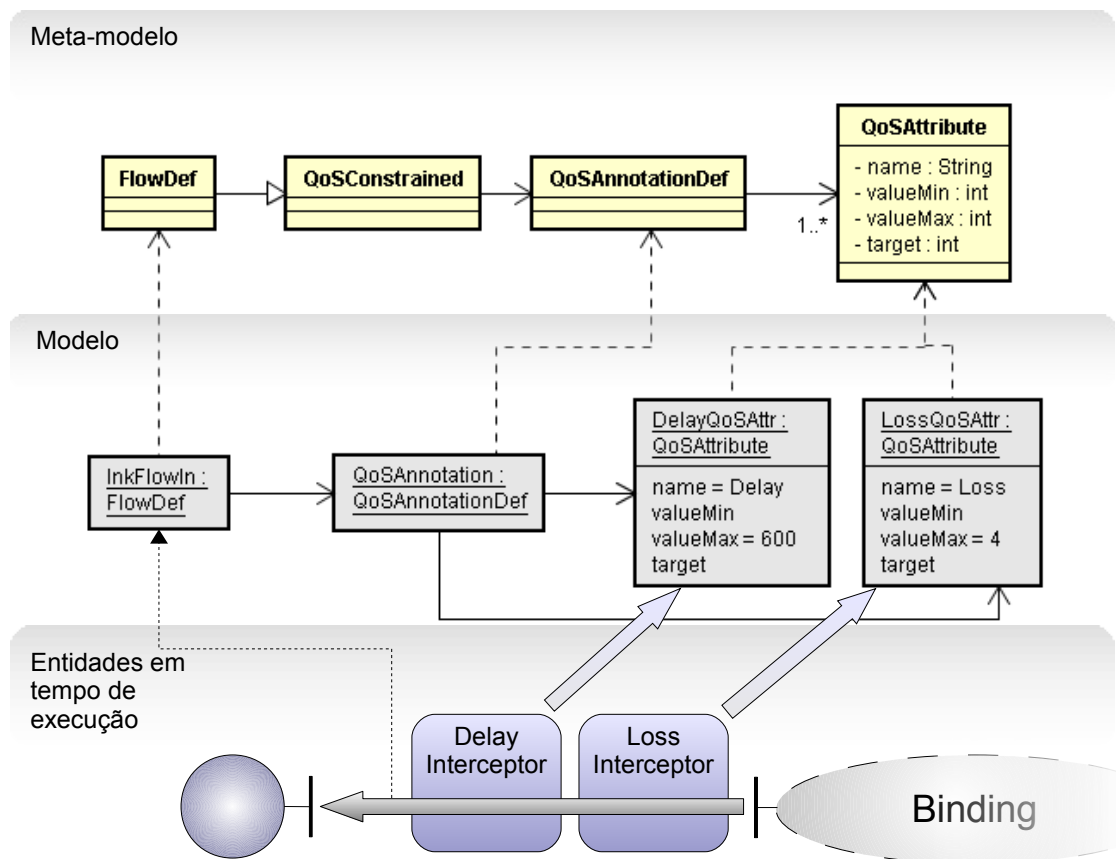 Meta-modelo
FlowDef
QoSConstrained
QoSAnnotationDef
QoSAttribute
- name : String
- valueMin : int
- valueMax : int
- target : int
1..*
Modelo
InkFlowIn :
FlowDef
QoSAnnotation :
QoSAnnotationDef
DelayQoSAttr :
QoSAttribute
name = Delay
valueMin
valueMax = 600
target
LossQoSAttr :
QoSAttribute
name = Loss
valueMin
valueMax = 4
target
Entidades em
tempo de
execução
Delay
Interceptor
Loss
Interceptor
Binding